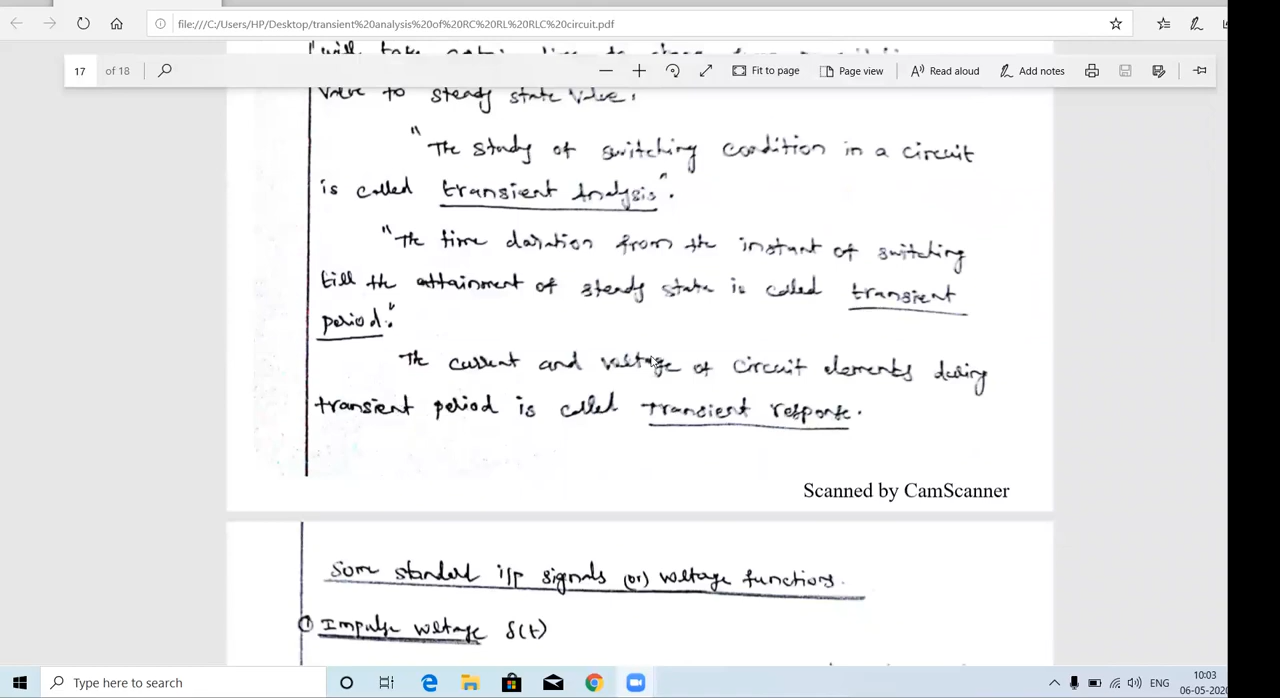 file:///C:/Users/HP/Desktop/transient%20analysis%20of%20RC%20RL%20RLC%20circuit.pdf
17 of 18 Fit to page Page view Read aloud Add notes
value to steady state value.
"The study of switching condition in a circuit
is called transient Analysis".
"The time duration from the instant of switching
till the attainment of steady state is called transient
period."
The current and voltage of circuit elements during
transient period is called transient response.
Scanned by CamScanner
Some standard i/p signals (or) voltage functions.
① Impulse voltage δ(t)
Type here to search
ENG
10:03
06-05-2020